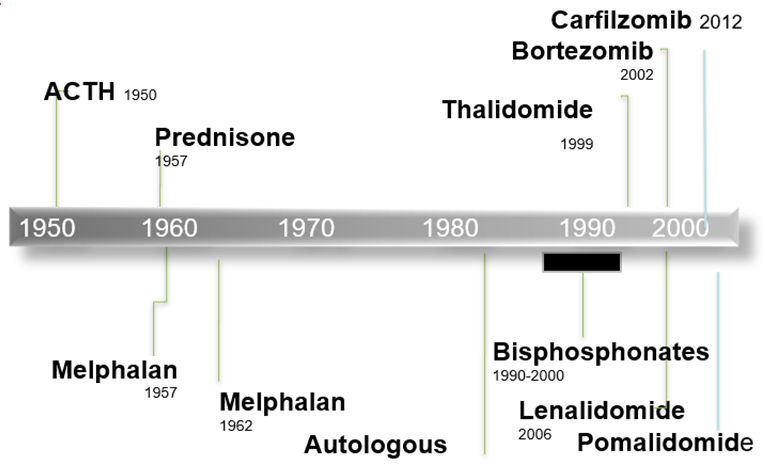 Carfilzomib 2012
Bortezomib
2002
ACTH 1950
Thalidomide
1999
Prednisone
1957
1950 1960 1970 1980 1990 2000
Bisphosphonates
1990-2000
Melphalan
1957
Melphalan
1962
Lenalidomide
2006
Autologous
Pomalidomide